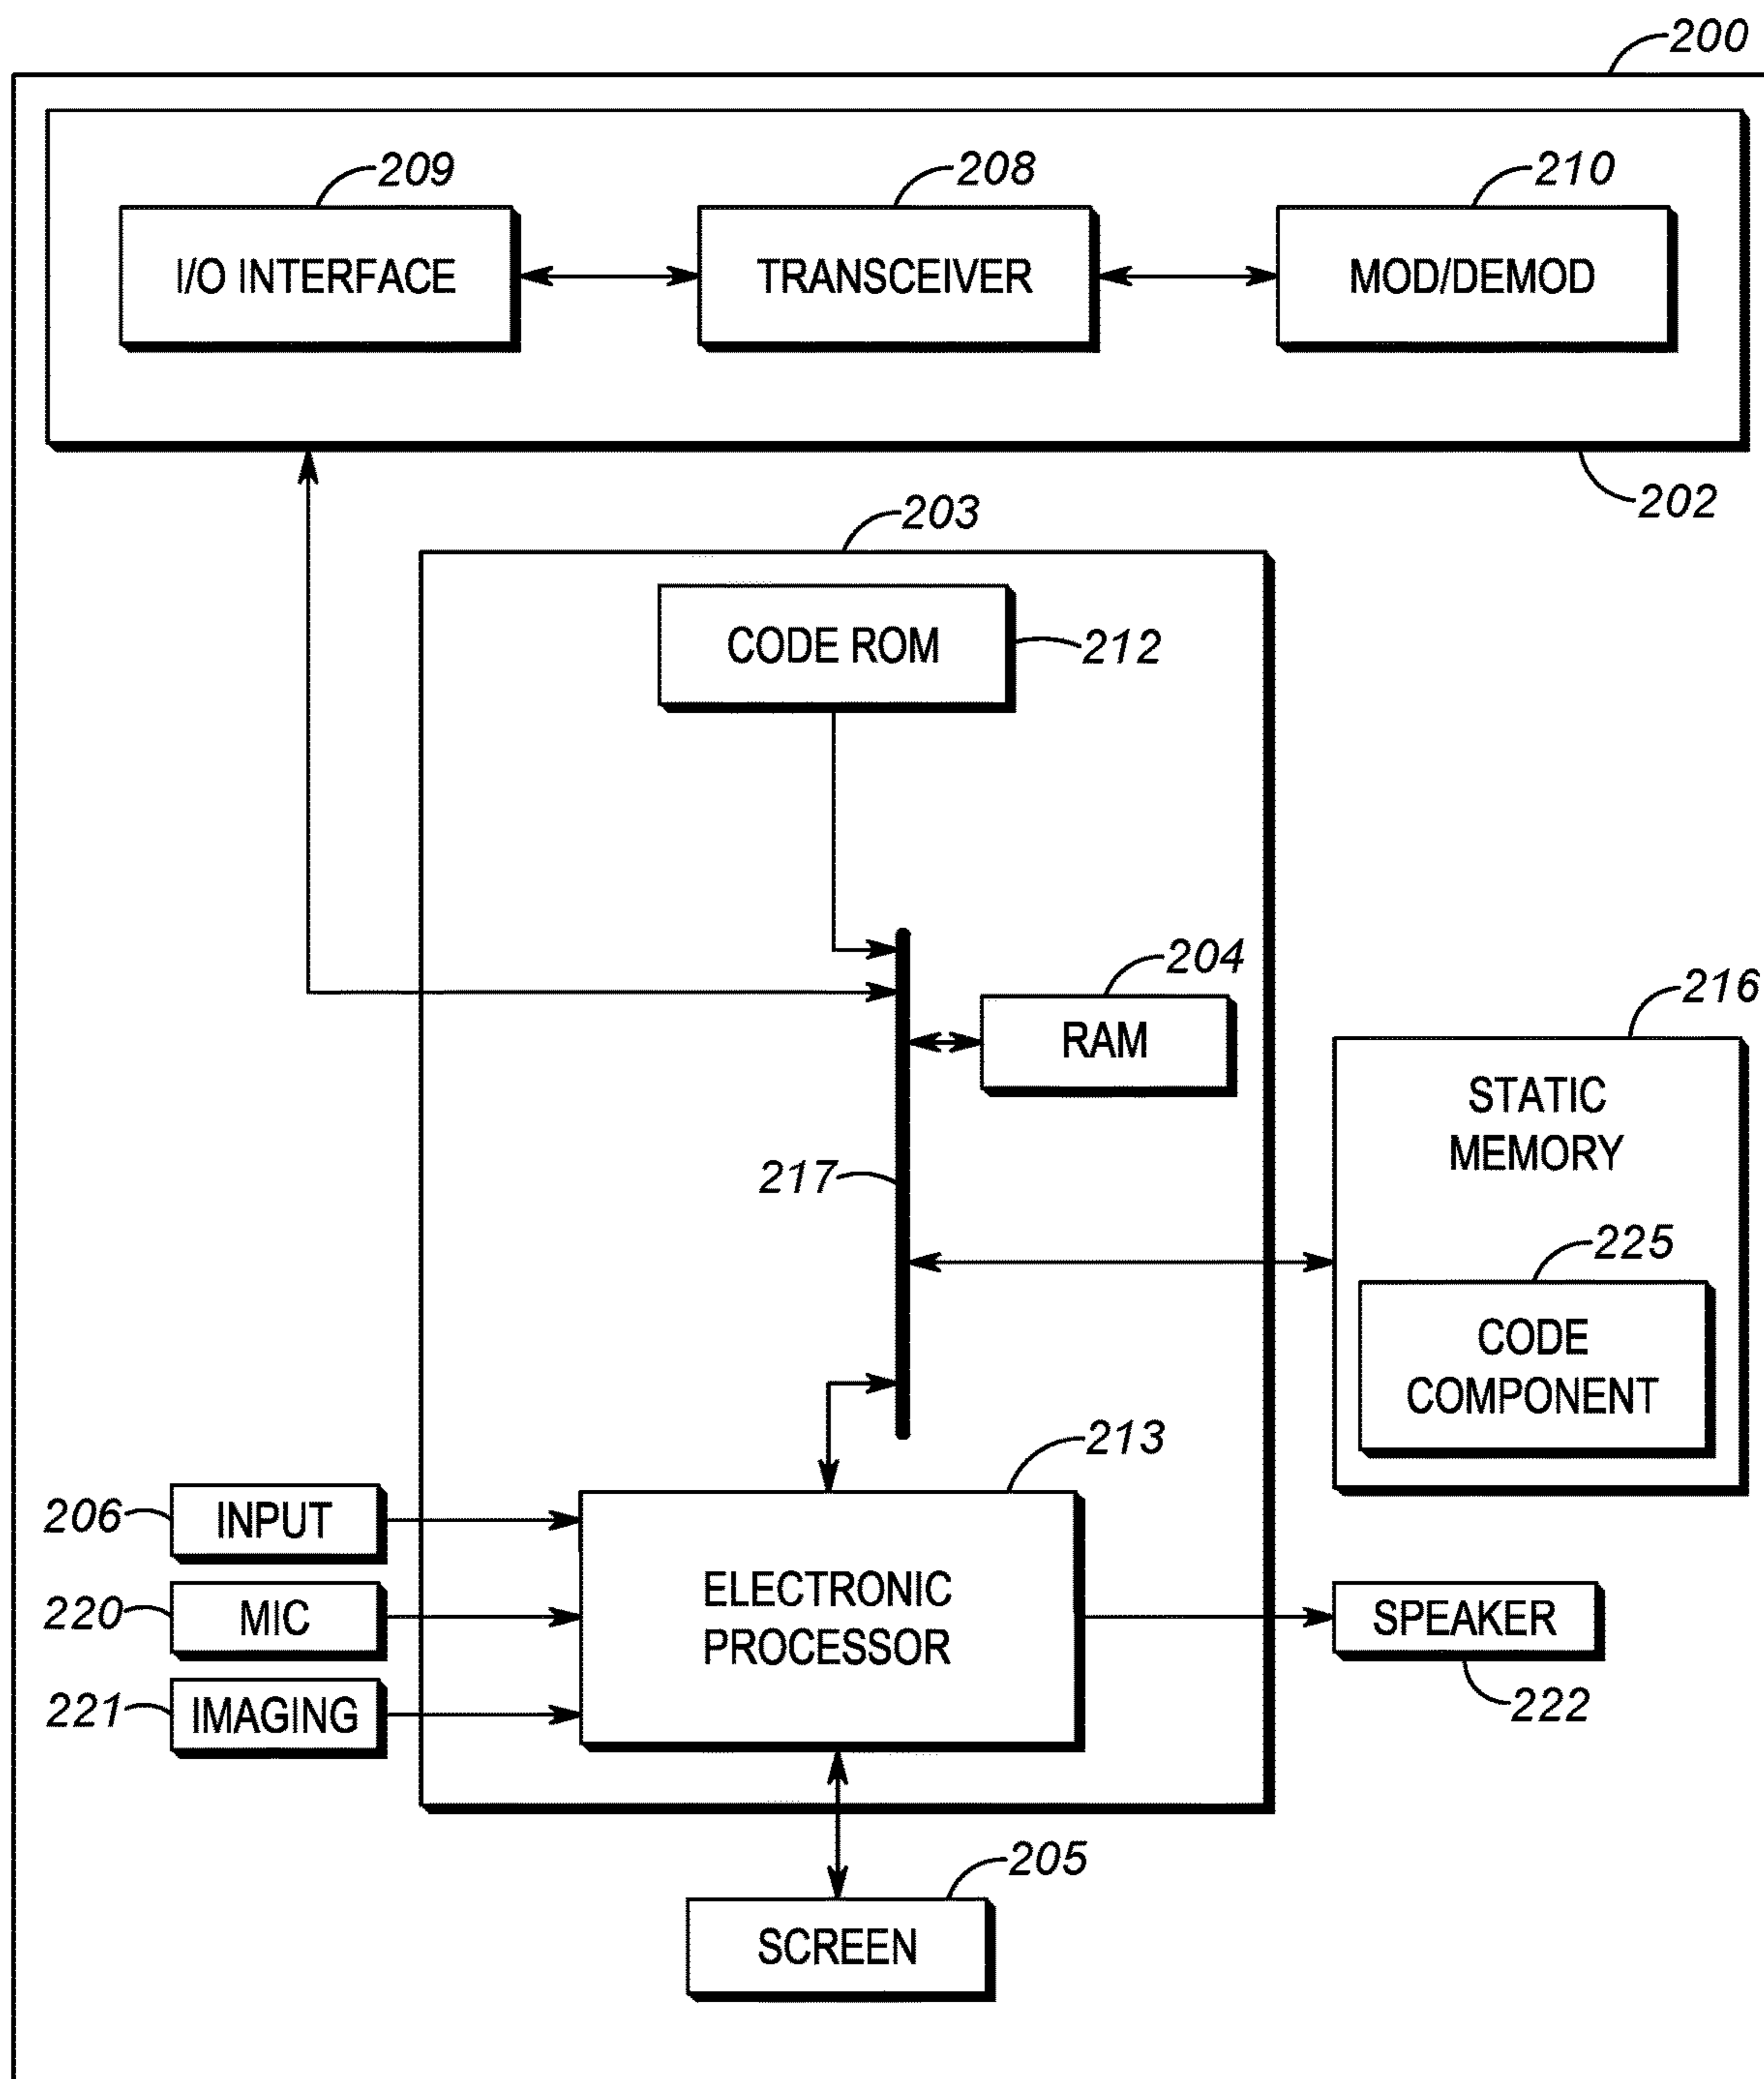 200
209
208
210
I/O INTERFACE
TRANSCEIVER
MOD/DEMOD
202
203
CODE ROM
212
204
RAM
216
STATIC
MEMORY
217
225
CODE
COMPONENT
213
206
INPUT
220
MIC
221
IMAGING
ELECTRONIC
PROCESSOR
SPEAKER
222
205
SCREEN